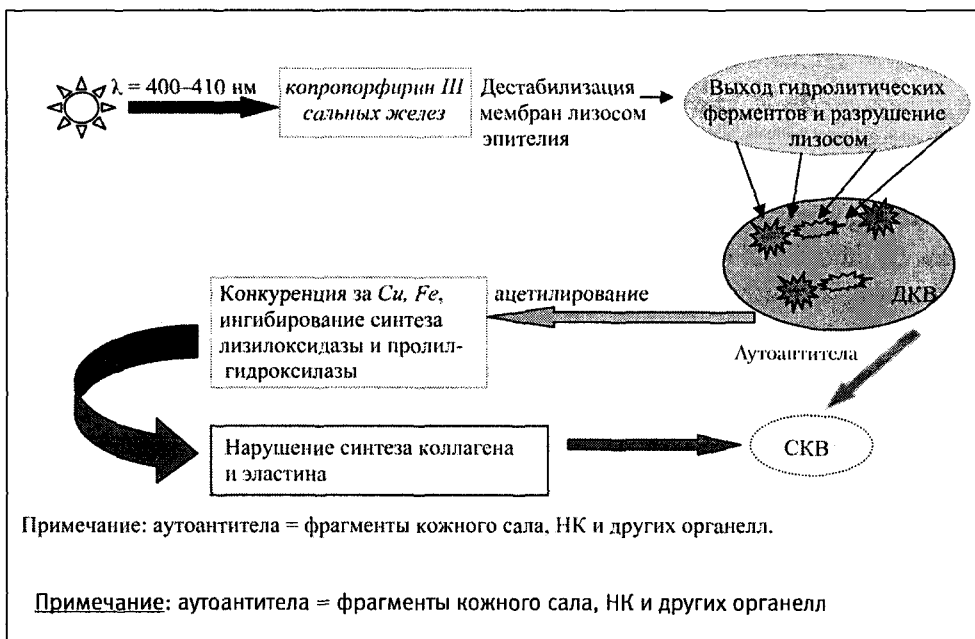 λ = 400–410 нм
копропорфирин III
сальных желез
Дестабилизация
мембран лизосом
эпителия
Выход гидролитических
ферментов и разрушение
лизосом
ДКВ
Конкуренция за Cu, Fe,
ингибирование синтеза
лизилоксидазы и пролил-
гидроксилазы
ацетилирование
Аутоантитела
Нарушение синтеза коллагена
и эластина
СКВ
Примечание: аутоантитела = фрагменты кожного сала, НК и других органелл.
Примечание: аутоантитела = фрагменты кожного сала, НК и других органелл